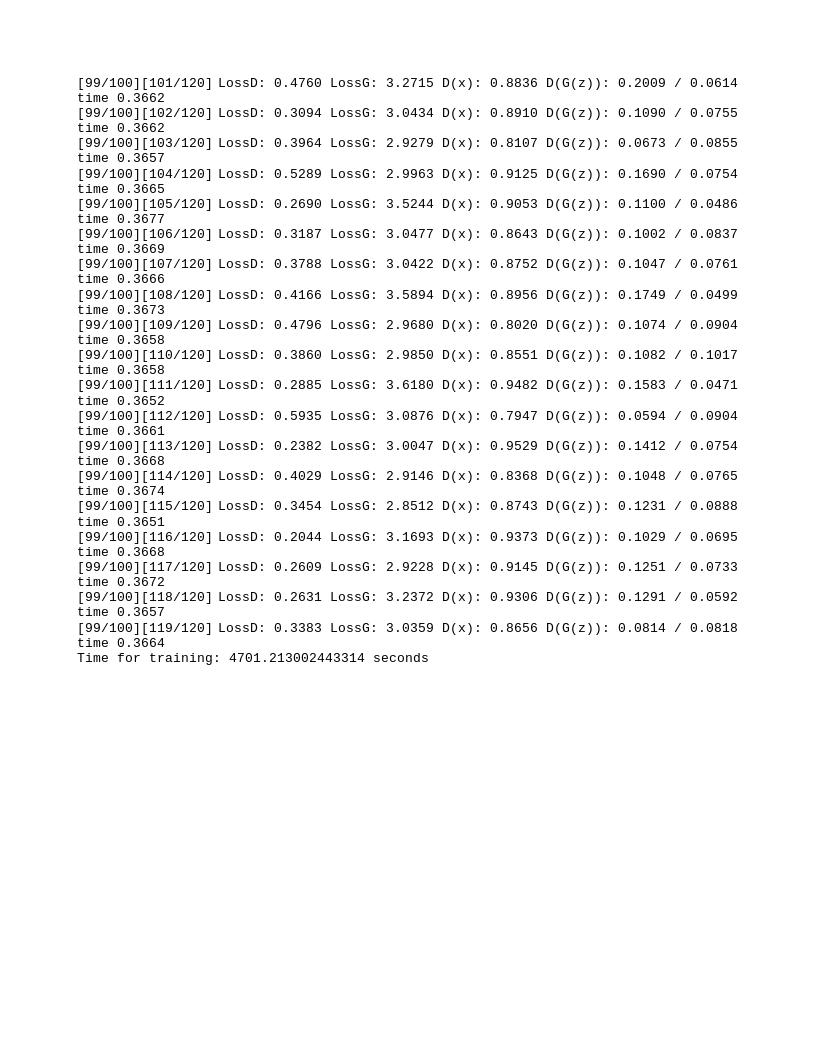 [99/100][101/120] LossD: 0.4760 LossG: 3.2715 D(x): 0.8836 D(G(z)): 0.2009 / 0.0614
time 0.3662
[99/100][102/120] LossD: 0.3094 LossG: 3.0434 D(x): 0.8910 D(G(z)): 0.1090 / 0.0755
time 0.3662
[99/100][103/120] LossD: 0.3964 LossG: 2.9279 D(x): 0.8107 D(G(z)): 0.0673 / 0.0855
time 0.3657
[99/100][104/120] LossD: 0.5289 LossG: 2.9963 D(x): 0.9125 D(G(z)): 0.1690 / 0.0754
time 0.3665
[99/100][105/120] LossD: 0.2690 LossG: 3.5244 D(x): 0.9053 D(G(z)): 0.1100 / 0.0486
time 0.3677
[99/100][106/120] LossD: 0.3187 LossG: 3.0477 D(x): 0.8643 D(G(z)): 0.1002 / 0.0837
time 0.3669
[99/100][107/120] LossD: 0.3788 LossG: 3.0422 D(x): 0.8752 D(G(z)): 0.1047 / 0.0761
time 0.3666
[99/100][108/120] LossD: 0.4166 LossG: 3.5894 D(x): 0.8956 D(G(z)): 0.1749 / 0.0499
time 0.3673
[99/100][109/120] LossD: 0.4796 LossG: 2.9680 D(x): 0.8020 D(G(z)): 0.1074 / 0.0904
time 0.3658
[99/100][110/120] LossD: 0.3860 LossG: 2.9850 D(x): 0.8551 D(G(z)): 0.1082 / 0.1017
time 0.3658
[99/100][111/120] LossD: 0.2885 LossG: 3.6180 D(x): 0.9482 D(G(z)): 0.1583 / 0.0471
time 0.3652
[99/100][112/120] LossD: 0.5935 LossG: 3.0876 D(x): 0.7947 D(G(z)): 0.0594 / 0.0904
time 0.3661
[99/100][113/120] LossD: 0.2382 LossG: 3.0047 D(x): 0.9529 D(G(z)): 0.1412 / 0.0754
time 0.3668
[99/100][114/120] LossD: 0.4029 LossG: 2.9146 D(x): 0.8368 D(G(z)): 0.1048 / 0.0765
time 0.3674
[99/100][115/120] LossD: 0.3454 LossG: 2.8512 D(x): 0.8743 D(G(z)): 0.1231 / 0.0888
time 0.3651
[99/100][116/120] LossD: 0.2044 LossG: 3.1693 D(x): 0.9373 D(G(z)): 0.1029 / 0.0695
time 0.3668
[99/100][117/120] LossD: 0.2609 LossG: 2.9228 D(x): 0.9145 D(G(z)): 0.1251 / 0.0733
time 0.3672
[99/100][118/120] LossD: 0.2631 LossG: 3.2372 D(x): 0.9306 D(G(z)): 0.1291 / 0.0592
time 0.3657
[99/100][119/120] LossD: 0.3383 LossG: 3.0359 D(x): 0.8656 D(G(z)): 0.0814 / 0.0818
time 0.3664
Time for training: 4701.213002443314 seconds